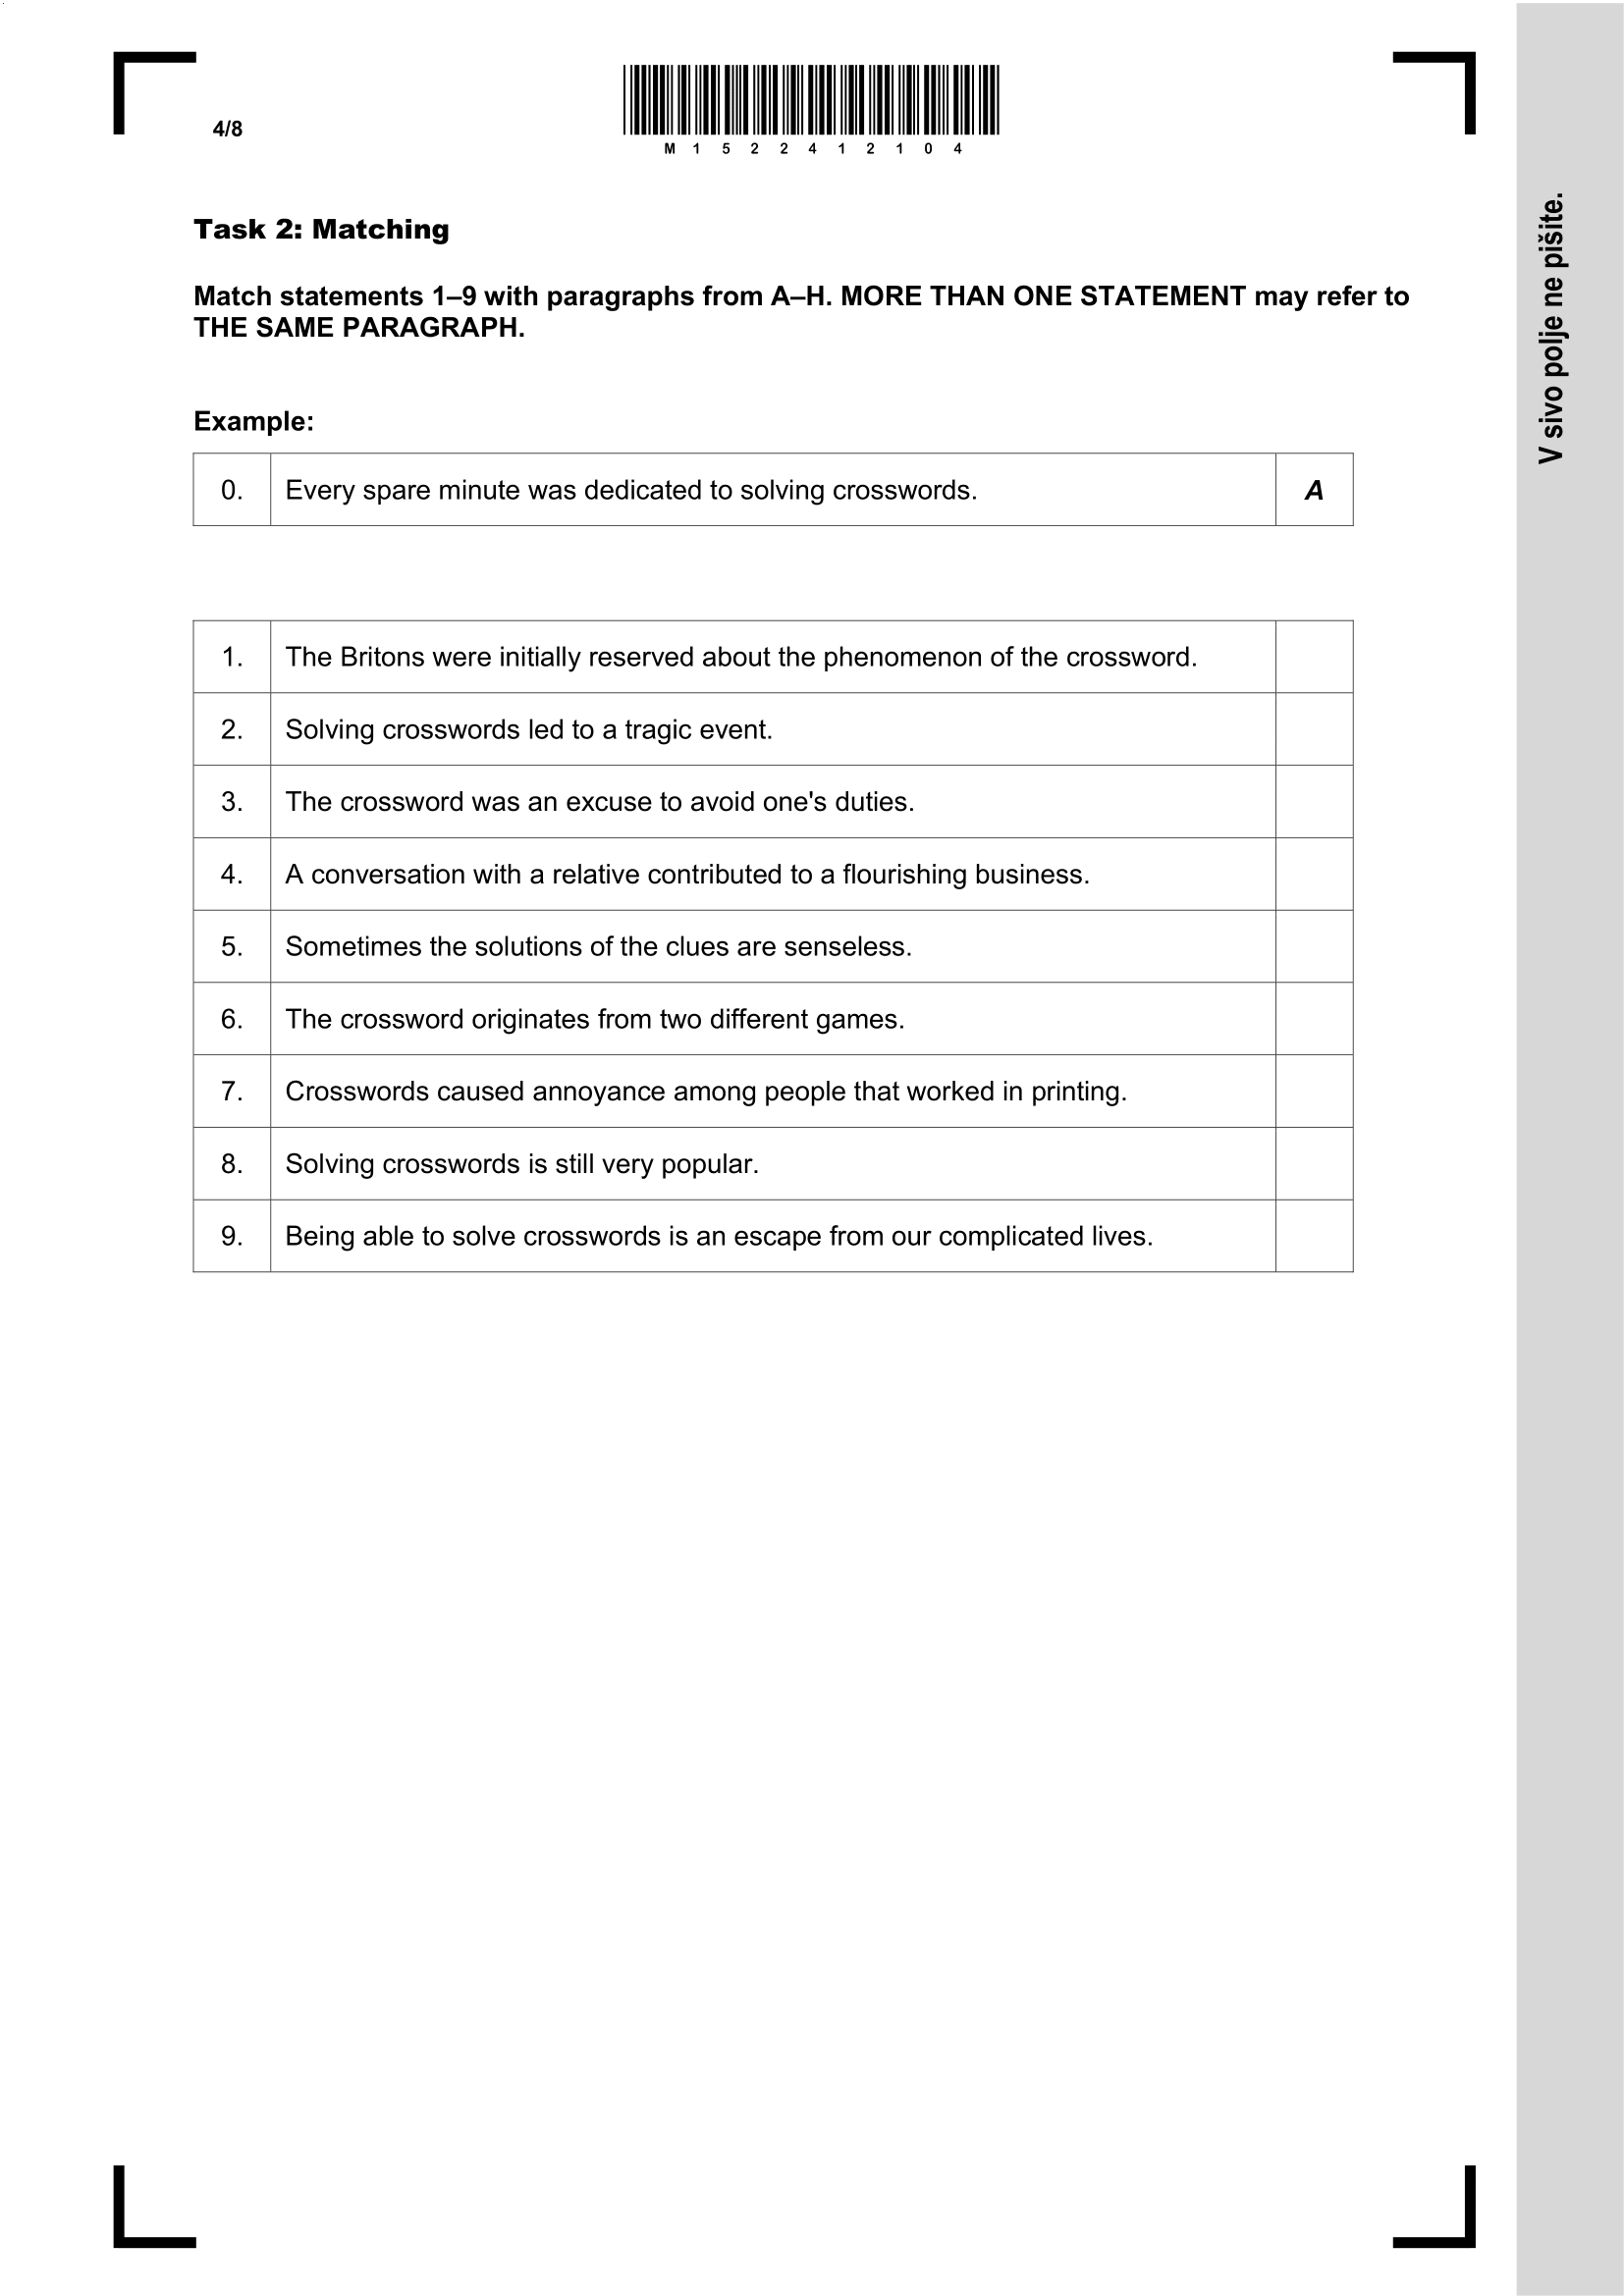 4/8
M 1 5 2 2 4 1 2 1 0 4
V sivo polje ne pišite.
Task 2: Matching
Match statements 1–9 with paragraphs from A–H. MORE THAN ONE STATEMENT may refer to
THE SAME PARAGRAPH.
Example:
0. Every spare minute was dedicated to solving crosswords. A
1. The Britons were initially reserved about the phenomenon of the crossword.
2. Solving crosswords led to a tragic event.
3. The crossword was an excuse to avoid one's duties.
4. A conversation with a relative contributed to a flourishing business.
5. Sometimes the solutions of the clues are senseless.
6. The crossword originates from two different games.
7. Crosswords caused annoyance among people that worked in printing.
8. Solving crosswords is still very popular.
9. Being able to solve crosswords is an escape from our complicated lives.